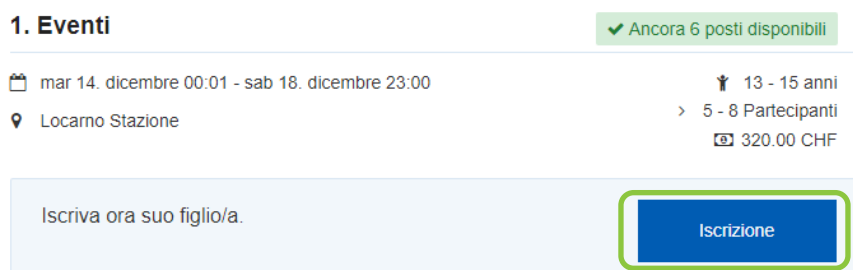 1. Eventi
Ancora 6 posti disponibili
mar 14. dicembre 00:01 - sab 18. dicembre 23:00
13 - 15 anni
Locarno Stazione
> 5 - 8 Partecipanti
320.00 CHF
Iscriva ora suo figlio/a.
Iscrizione